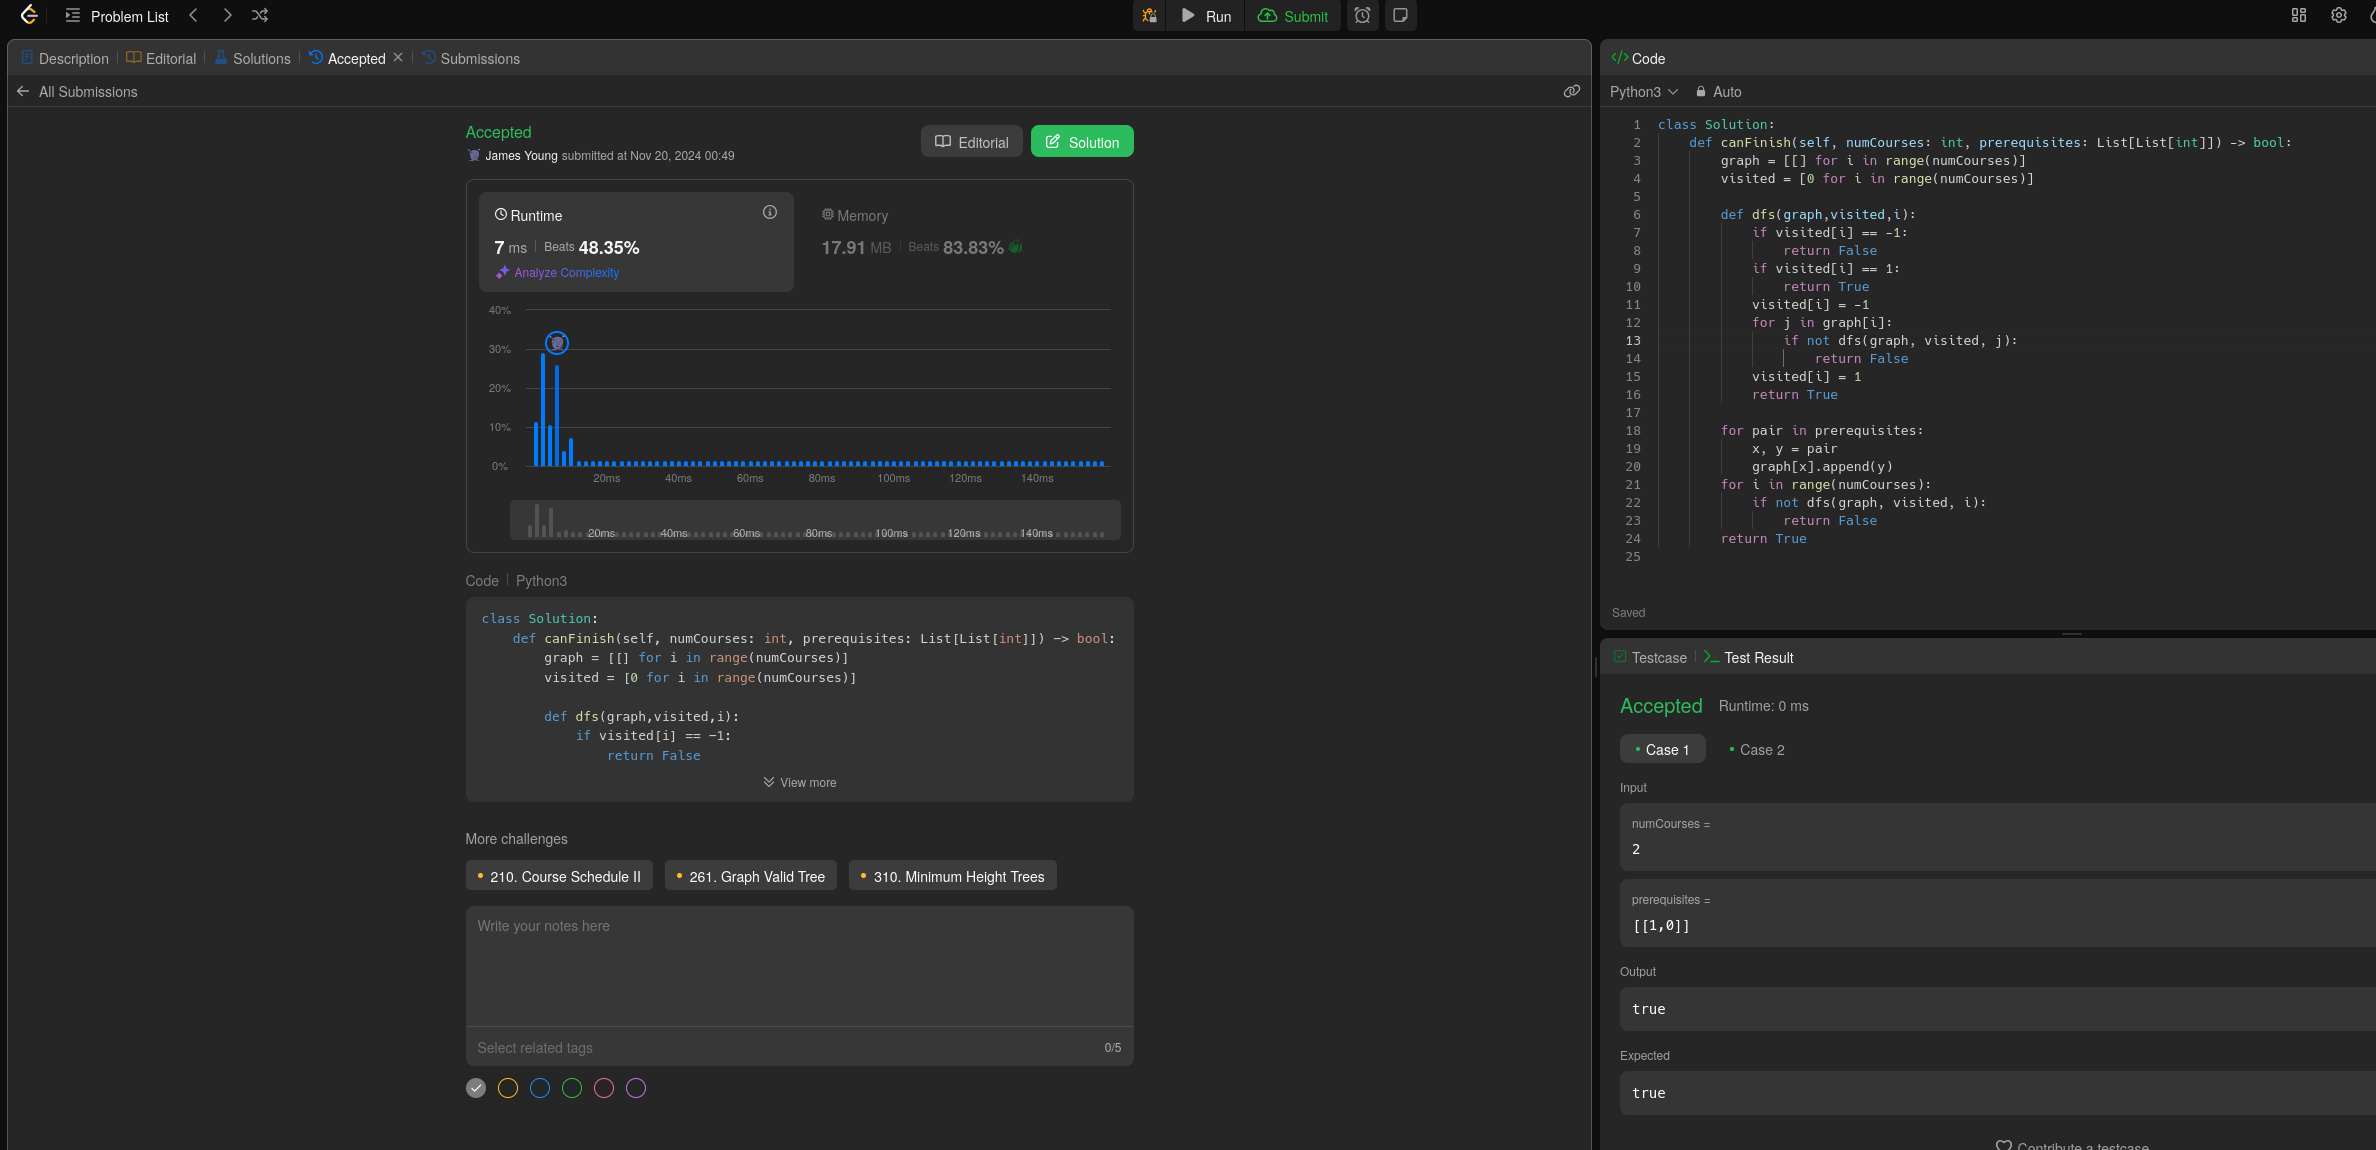 Problem List
Run
Submit
Description
Editorial
Solutions
Accepted
Submissions
All Submissions
Accepted
James Young submitted at Nov 20, 2024 00:49
Editorial
Solution
Runtime
7 ms
Beats 48.35%
Analyze Complexity
Memory
17.91 MB
Beats 83.83%
40%
30%
20%
10%
0%
20ms 40ms 60ms 80ms 100ms 120ms 140ms
20ms 40ms 60ms 80ms 100ms 120ms 140ms
Code
Python3
class Solution:
    def canFinish(self, numCourses: int, prerequisites: List[List[int]]) -> bool:
        graph = [[] for i in range(numCourses)]
        visited = [0 for i in range(numCourses)]
        def dfs(graph,visited,i):
            if visited[i] == -1:
                return False
View more
More challenges
210. Course Schedule II
261. Graph Valid Tree
310. Minimum Height Trees
Write your notes here
Select related tags
0/5
Code
Python3
Auto
1 class Solution:
2     def canFinish(self, numCourses: int, prerequisites: List[List[int]]) -> bool:
3         graph = [[] for i in range(numCourses)]
4         visited = [0 for i in range(numCourses)]
5
6         def dfs(graph,visited,i):
7             if visited[i] == -1:
8                 return False
9             if visited[i] == 1:
10                 return True
11             visited[i] = -1
12             for j in graph[i]:
13                 if not dfs(graph, visited, j):
14                     return False
15             visited[i] = 1
16             return True
17
18         for pair in prerequisites:
19             x, y = pair
20             graph[x].append(y)
21         for i in range(numCourses):
22             if not dfs(graph, visited, i):
23                 return False
24         return True
25
Saved
Testcase
Test Result
Accepted
Runtime: 0 ms
Case 1
Case 2
Input
numCourses =
2
prerequisites =
[[1,0]]
Output
true
Expected
true
Contribute a testcase